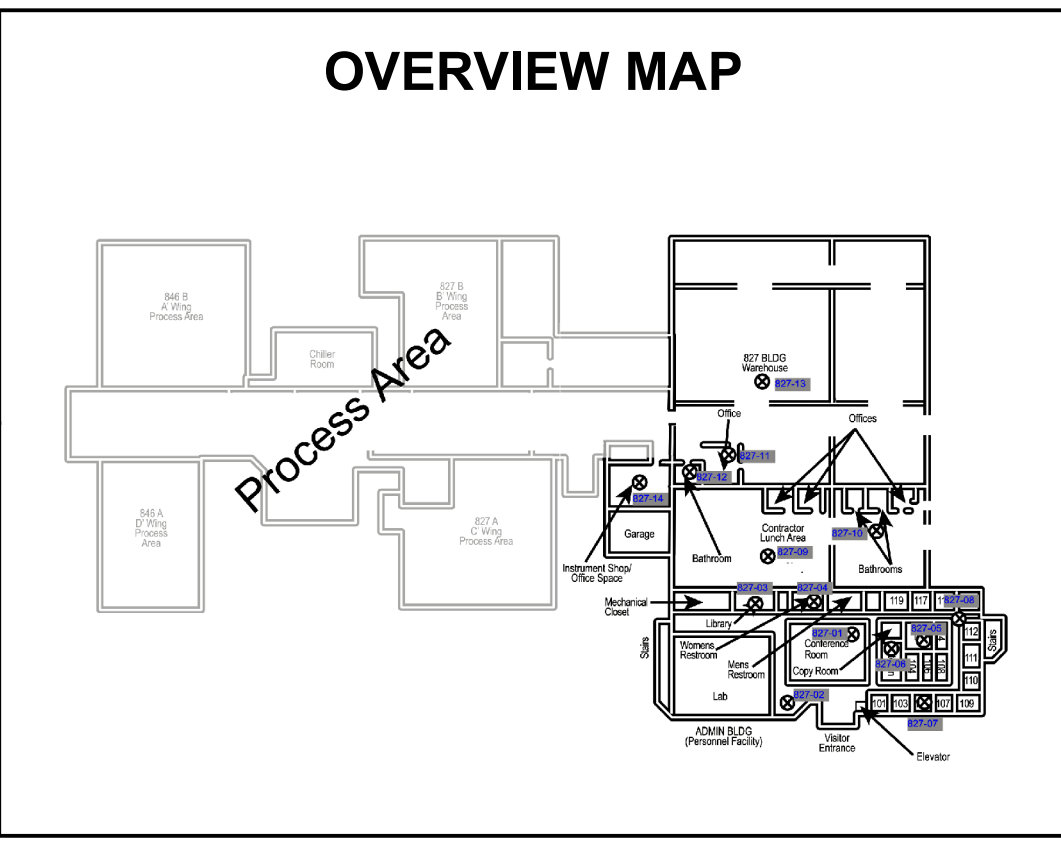 OVERVIEW MAP
846 B
A' Wing
Process Area
827 B
B' Wing
Process
Area
Chiller
Room
Process Area
827 BLDG
Warehouse
827-13
Office
Offices
827-11
827-12
827-14
846 A
D' Wing
Process
Area
827 A
C' Wing
Process Area
Garage
Contractor
Lunch Area
827-09
827-10
Instrument Shop/
Office Space
Bathroom
Bathrooms
827-03
827-04
827-08
Mechanical
Closet
119
117
Library
Stairs
Womens
Restroom
Mens
Restroom
827-01
Conference
Room
Copy Room
827-05
827-06
104
106
108
112
111
110
Stairs
Lab
827-02
101
103
107
109
827-07
ADMIN BLDG
(Personnel Facility)
Visitor
Entrance
Elevator